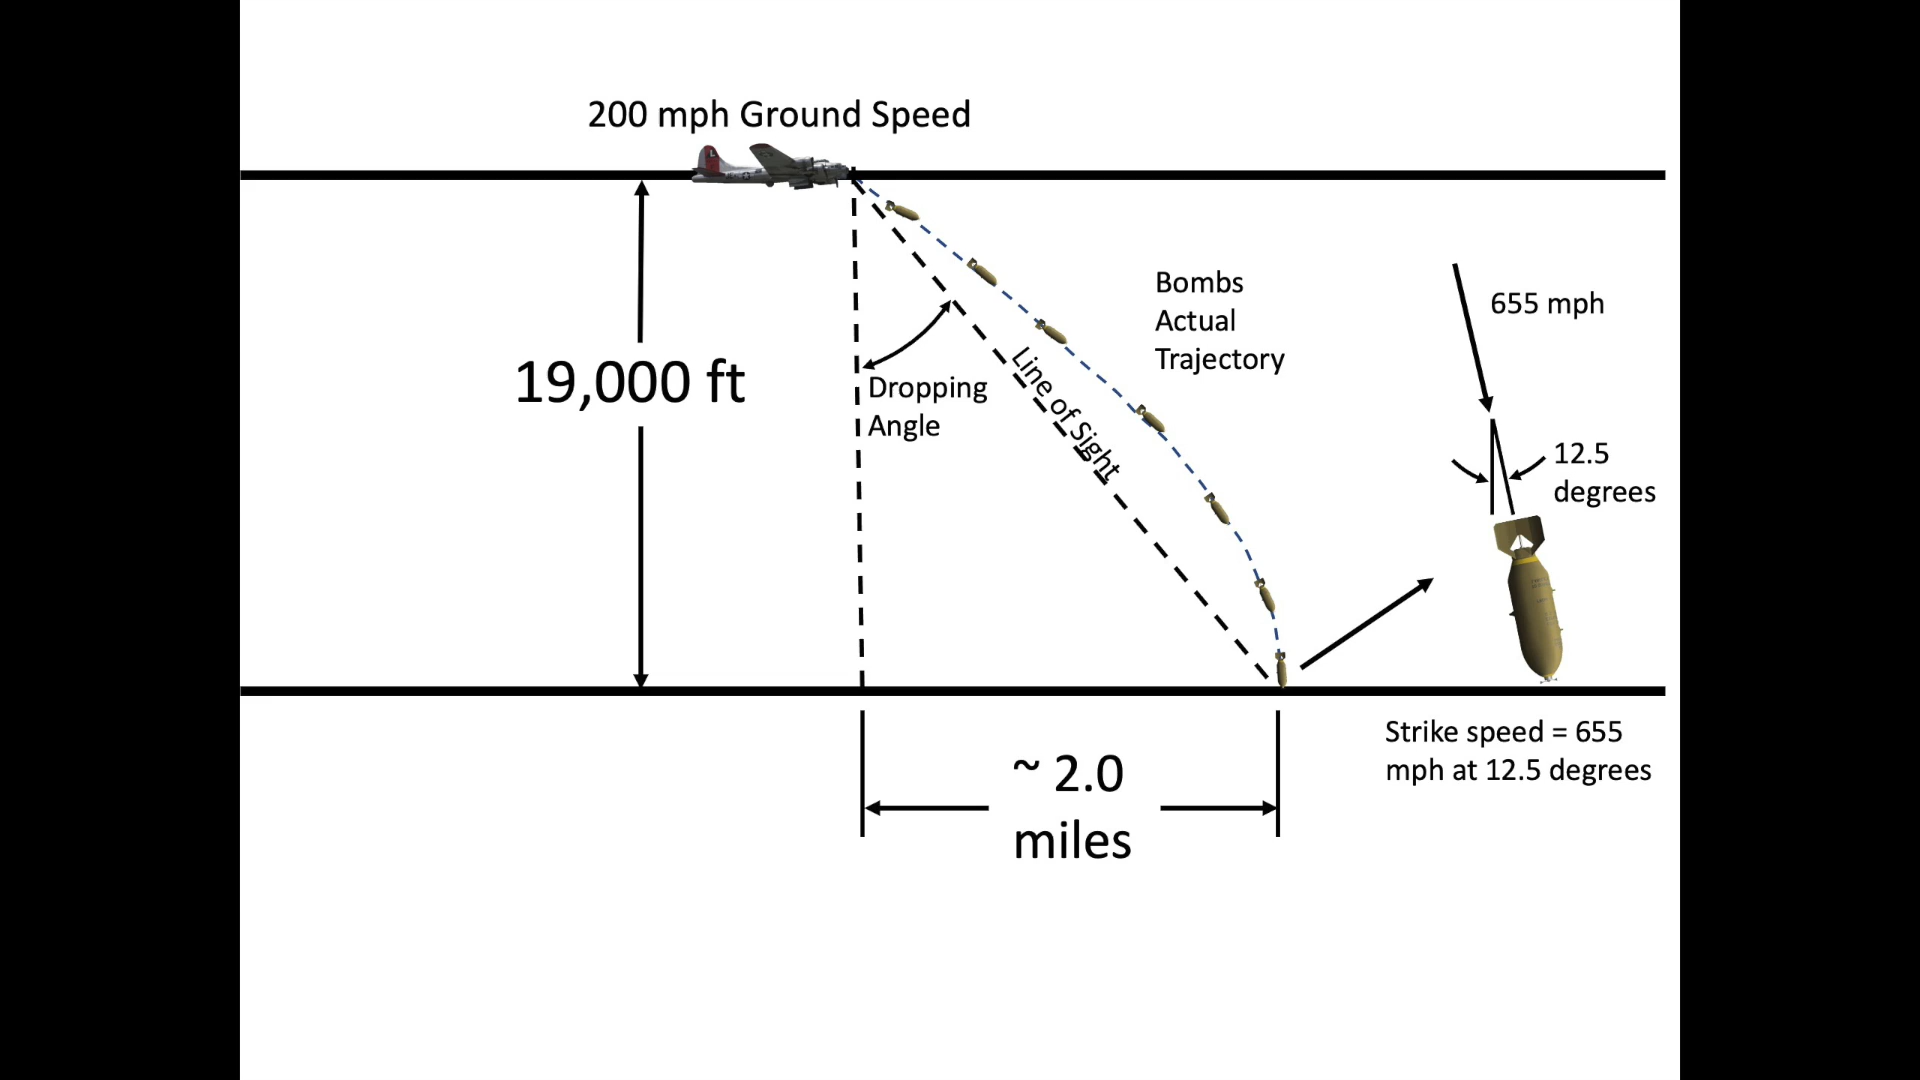 200 mph Ground Speed
19,000 ft
Dropping
Angle
Line of Sight
Bombs
Actual
Trajectory
655 mph
12.5
degrees
~ 2.0
miles
Strike speed = 655
mph at 12.5 degrees